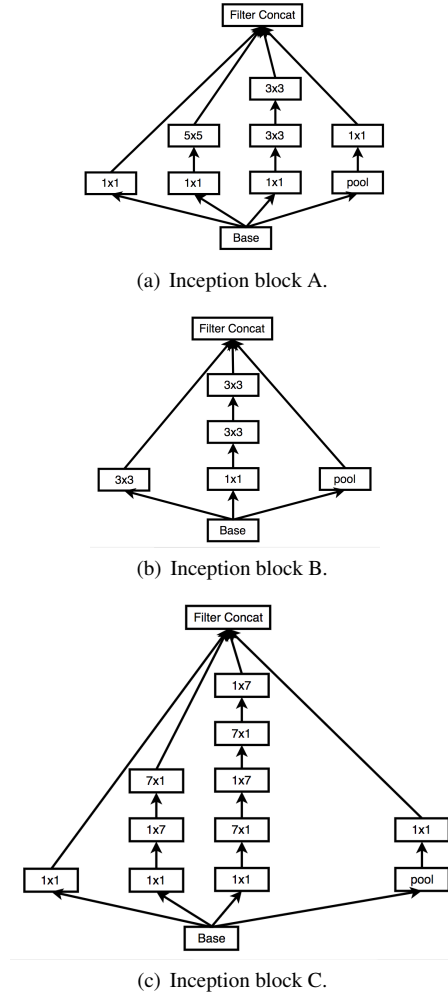 Filter Concat
3x3
5x5 3x3 1x1
1x1 1x1 1x1 pool
Base
(a) Inception block A.
Filter Concat
3x3
3x3
3x3 1x1 pool
Base
(b) Inception block B.
Filter Concat
1x7
7x1
7x1 1x7
1x7 7x1 1x1
1x1 1x1 1x1 pool
Base
(c) Inception block C.